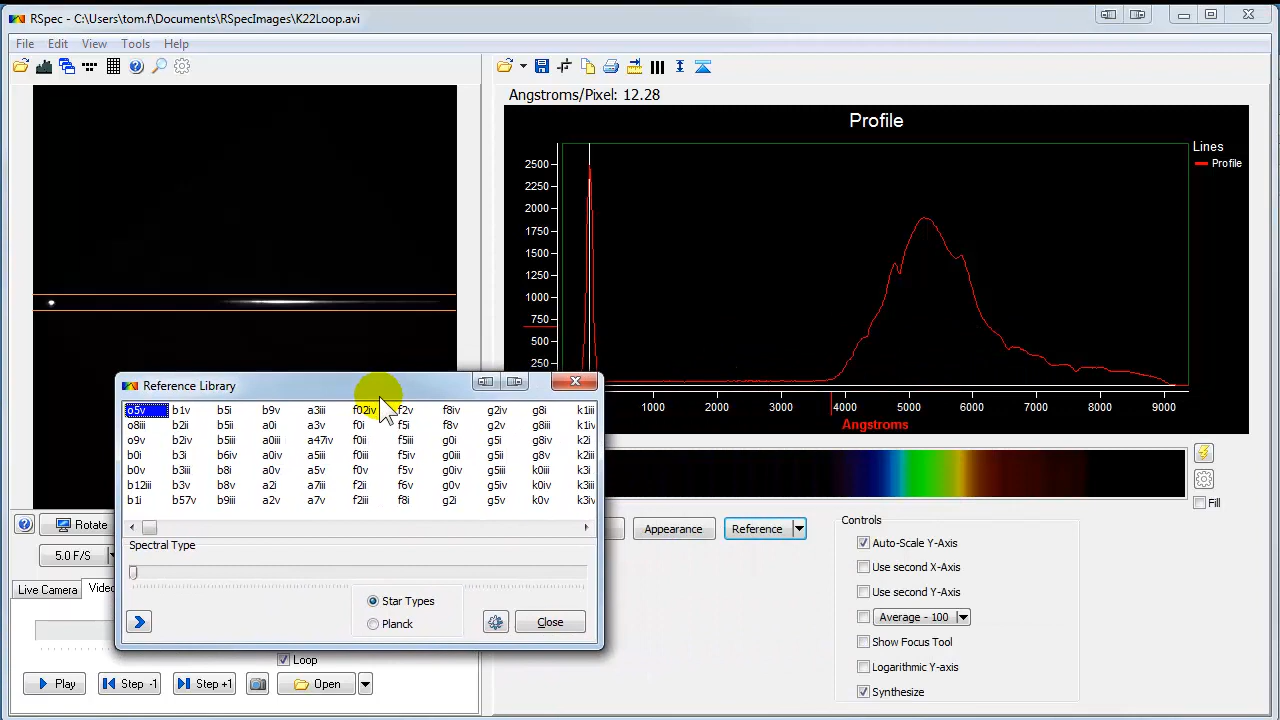 RSpec - C:\Users\tom.f\Documents\RSpecImages\K22Loop.avi
File Edit View Tools Help
Angstroms/Pixel: 12.28
Profile
Lines
Profile
2500
2250
2000
1750
1500
1250
1000
750
500
250
1000 2000 3000 4000 5000 6000 7000 8000 9000
Angstroms
Reference Library
o5v b1v b5i b9v a3iii f02iv f2v f8iv g2iv g8i k1iii
o8iii b2ii b5ii a0i a3v f0i f5i f8v g2v g8iii k1iv
o9v b2iv b5iii a0iii a47iv f0ii f5iii g0i g5i g8iv k2i
b0i b3i b6iv a0iv a5iii f0iii f5iv g0iii g5ii g8v k2iii
b0v b3iii b8i a0v a5v f0iv f5v g0iv g5iii k0iii k3i
b12iii b3v b8v a2i a7iii f2ii f6v g0v g5iv k0iv k3iii
b1i b57v b9iii a2v a7v f2iii f8i g2i g5v k0v k3iv
Spectral Type
Star Types
Planck
Close
Rotate
5.0 F/S
Live Camera Video
Loop
Play Step -1 Step +1 Open
Appearance Reference
Fill
Controls
Auto-Scale Y-Axis
Use second X-Axis
Use second Y-Axis
Average - 100
Show Focus Tool
Logarithmic Y-axis
Synthesize